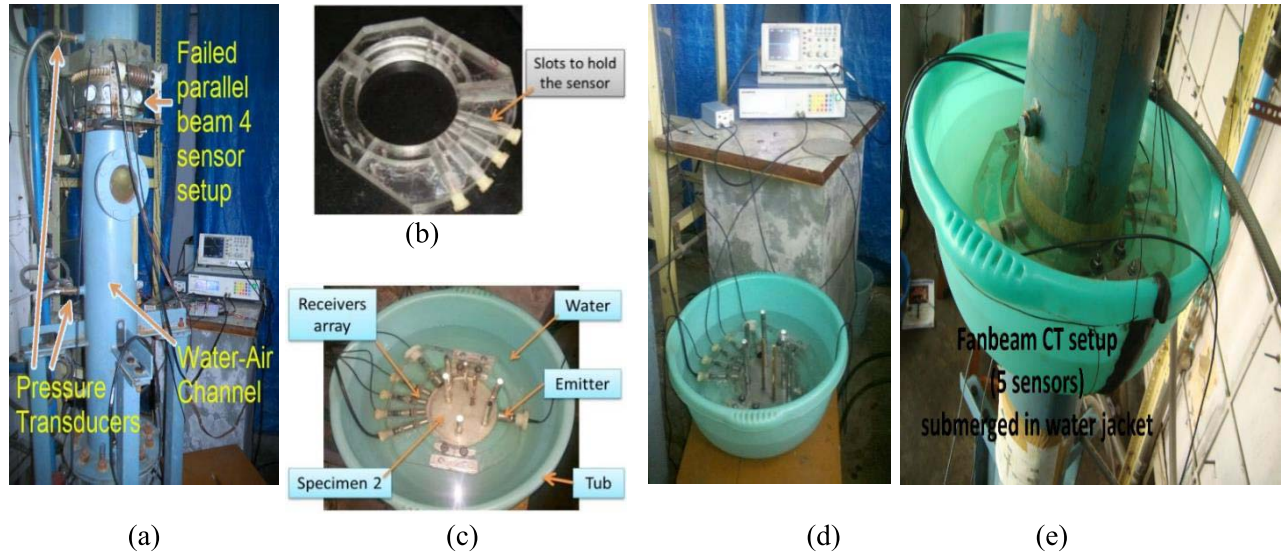 Failed
parallel
beam 4
sensor
setup
Water-Air
Channel
Pressure
Transducers
(a)
Slots to hold
the sensor
(b)
Receivers
array
Water
Emitter
Specimen 2
Tub
(c)
(d)
Fanbeam CT setup
(5 sensors)
submerged in water jacket
(e)